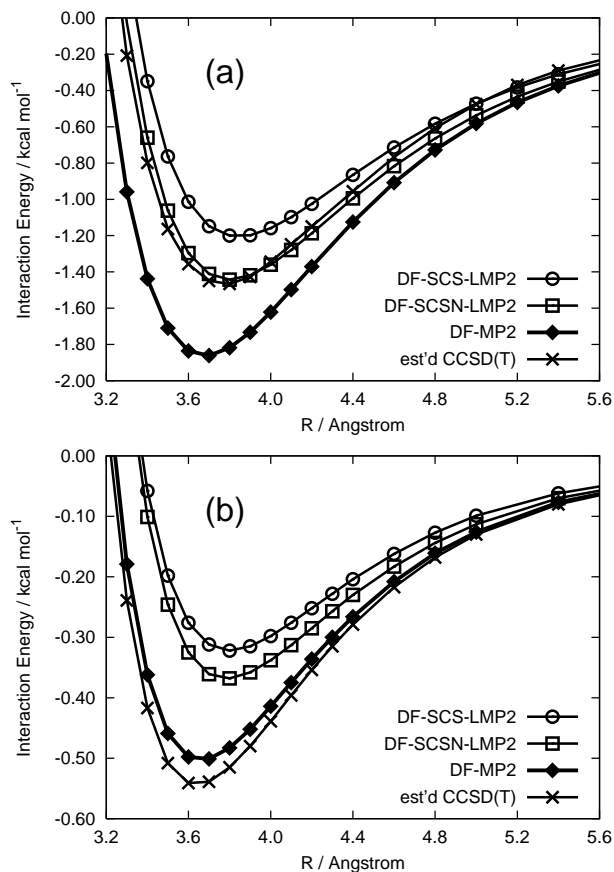 0.00
-0.20
-0.40
-0.60
-0.80
-1.00
-1.20
-1.40
-1.60
-1.80
-2.00
Interaction Energy / kcal mol⁻¹
(a)
DF-SCS-LMP2
DF-SCSN-LMP2
DF-MP2
est'd CCSD(T)
3.2 3.6 4.0 4.4 4.8 5.2 5.6
R / Angstrom
0.00
-0.10
-0.20
-0.30
-0.40
-0.50
-0.60
Interaction Energy / kcal mol⁻¹
(b)
DF-SCS-LMP2
DF-SCSN-LMP2
DF-MP2
est'd CCSD(T)
3.2 3.6 4.0 4.4 4.8 5.2 5.6
R / Angstrom